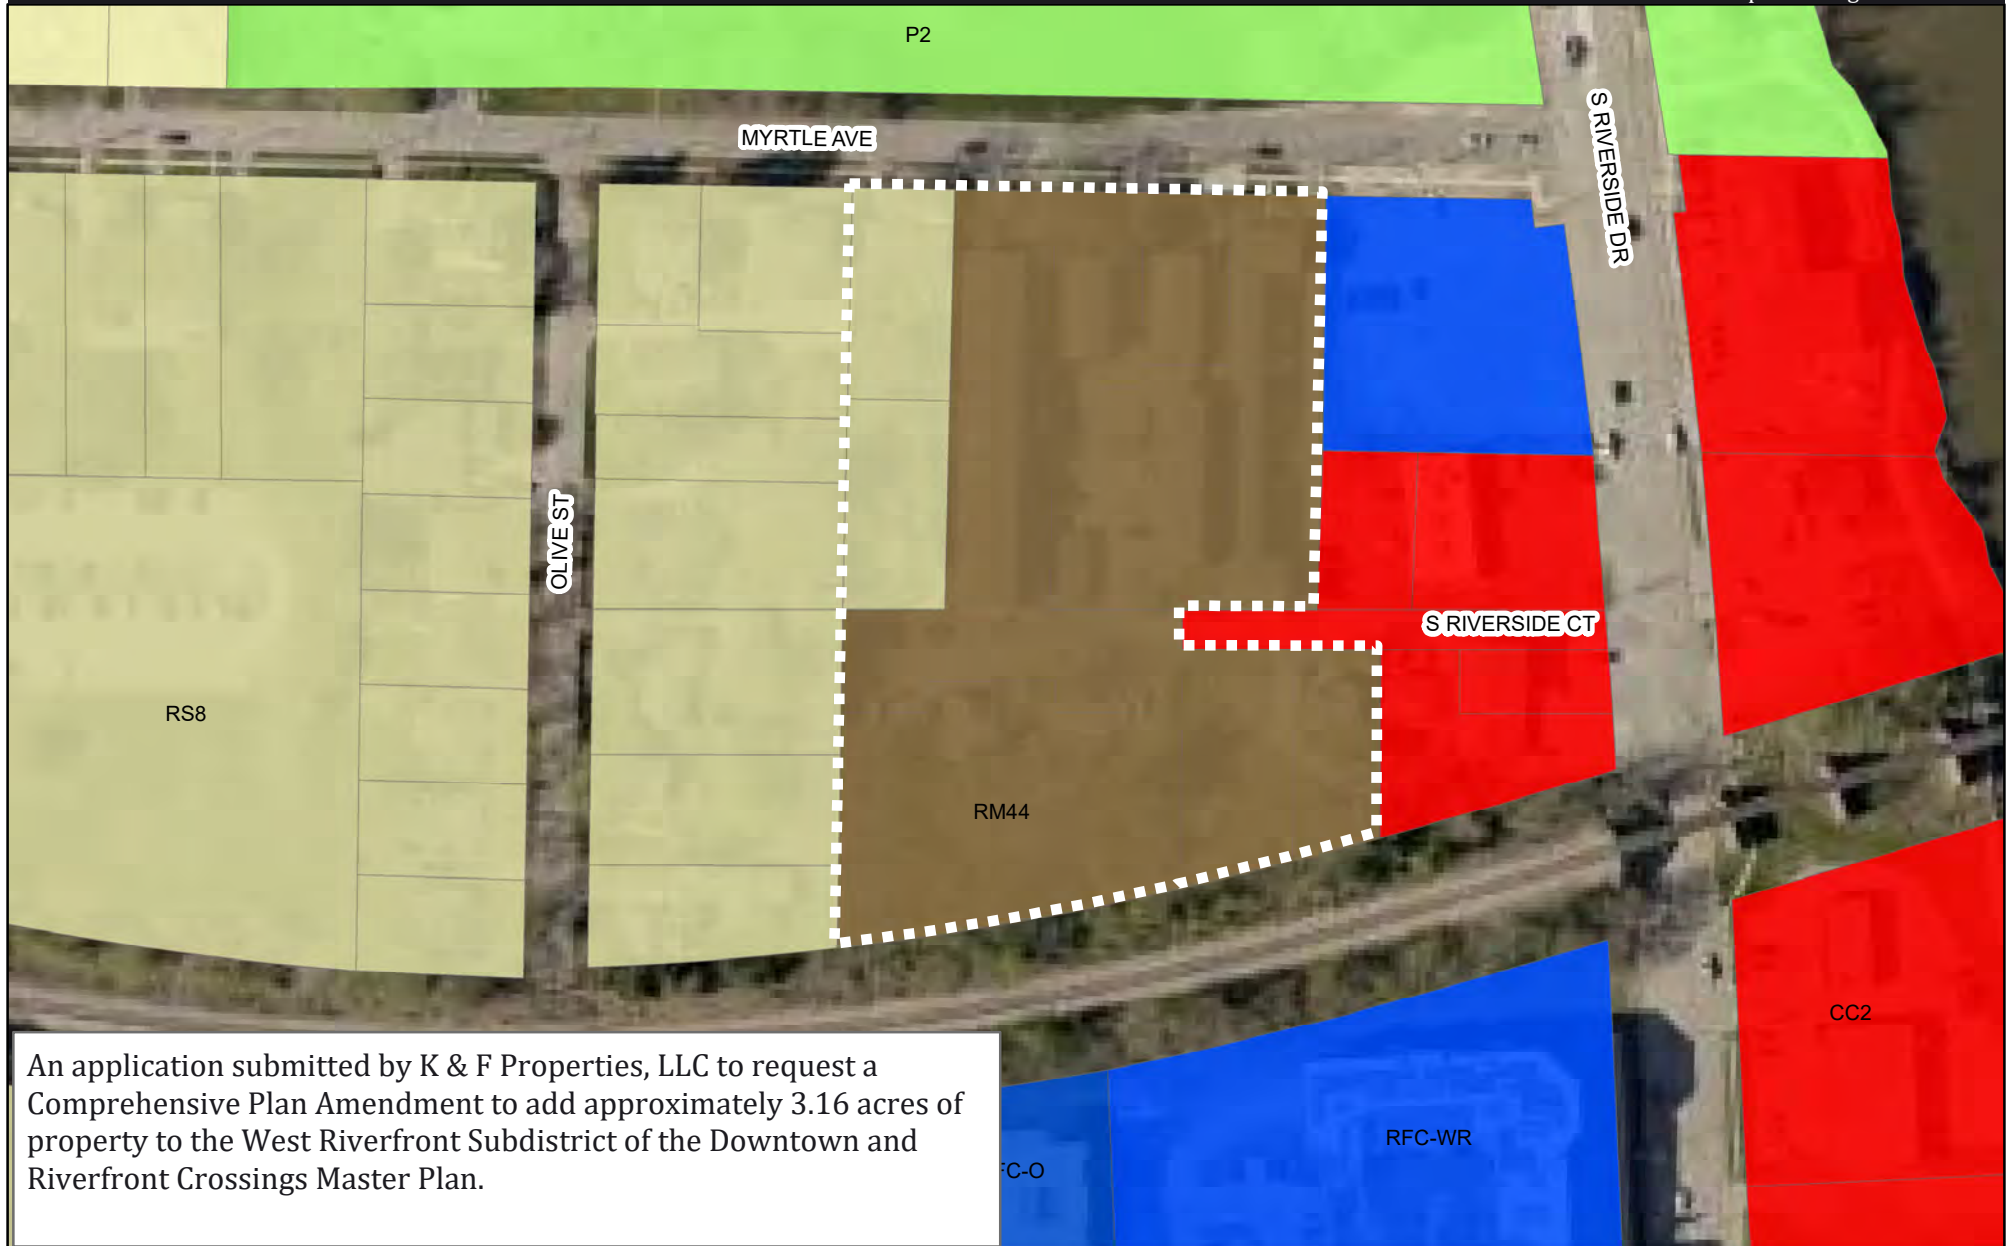 P2
MYRTLE AVE
S RIVERSIDE DR
OLIVE ST
S RIVERSIDE CT
RS8
RM44
CC2
An application submitted by K & F Properties, LLC to request a
Comprehensive Plan Amendment to add approximately 3.16 acres of
property to the West Riverfront Subdistrict of the Downtown and
Riverfront Crossings Master Plan.
RFC-WR
FC-O